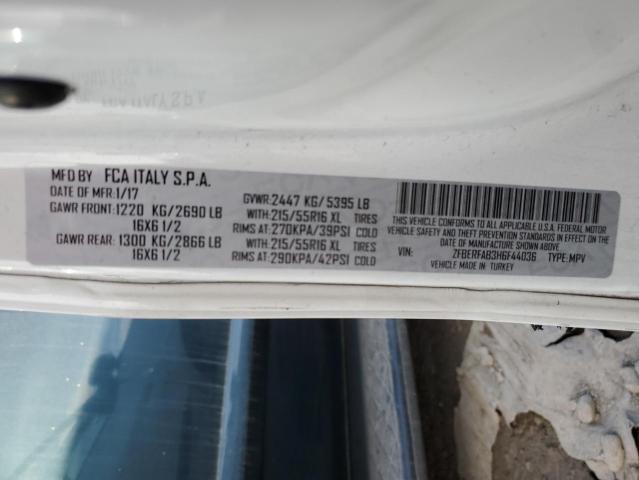 MFD BY FCA ITALY S.P.A.
DATE OF MFR:1/17
GAWR FRONT:1220 KG/2690 LB
16X6 1/2
GAWR REAR: 1300 KG/2866 LB
16X6 1/2
GVWR:2447 KG/5395 LB
WITH:215/55R16 XL TIRES
RIMS AT:270KPA/39PSI COLD
WITH:215/55R16 XL TIRES
RIMS AT:290KPA/42PSI COLD
THIS VEHICLE CONFORMS TO ALL APPLICABLE U.S.A. FEDERAL MOTOR
VEHICLE SAFETY AND THEFT PREVENTION STANDARDS IN
EFFECT ON THE DATE OF MANUFACTURE SHOWN ABOVE.
VIN: ZFBERFAB3H6F44036 TYPE:MPV
VEHICLE MADE IN: TURKEY